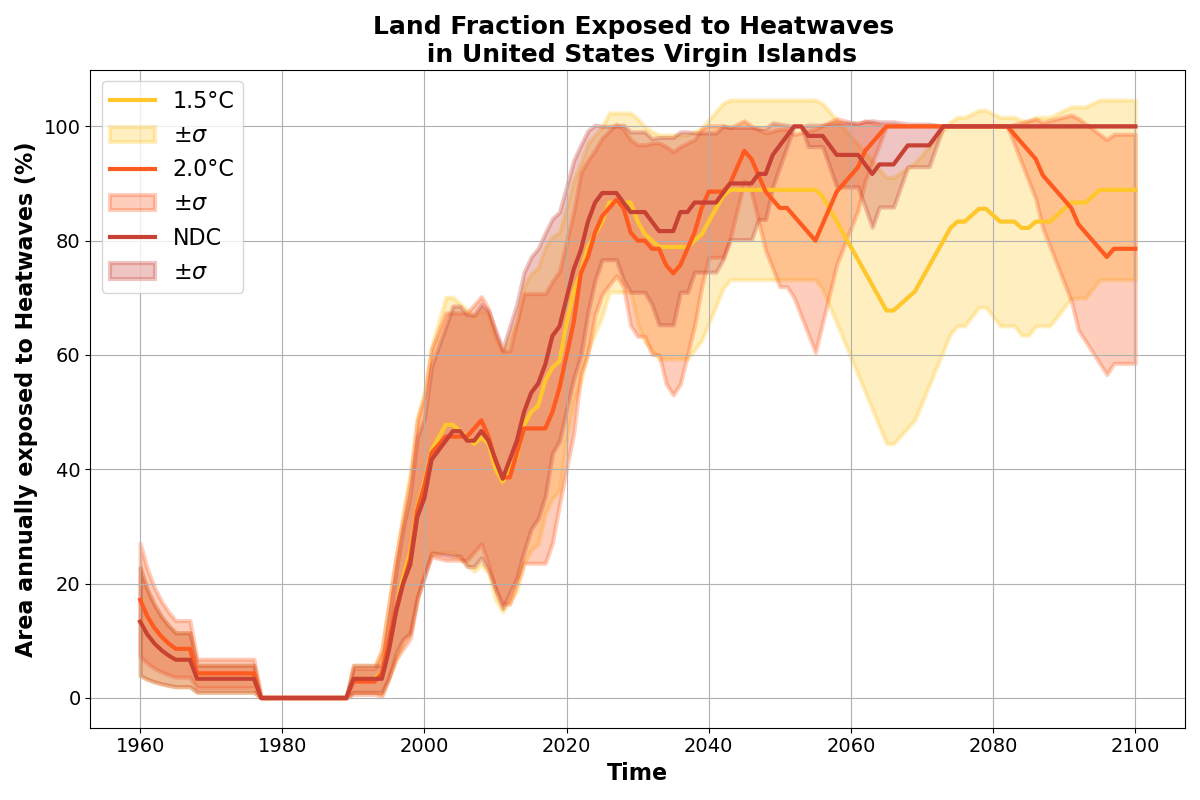 Land Fraction Exposed to Heatwaves
in United States Virgin Islands
1.5°C
±σ
2.0°C
±σ
NDC
±σ
Area annually exposed to Heatwaves (%)
100
80
60
40
20
0
1960 1980 2000 2020 2040 2060 2080 2100
Time